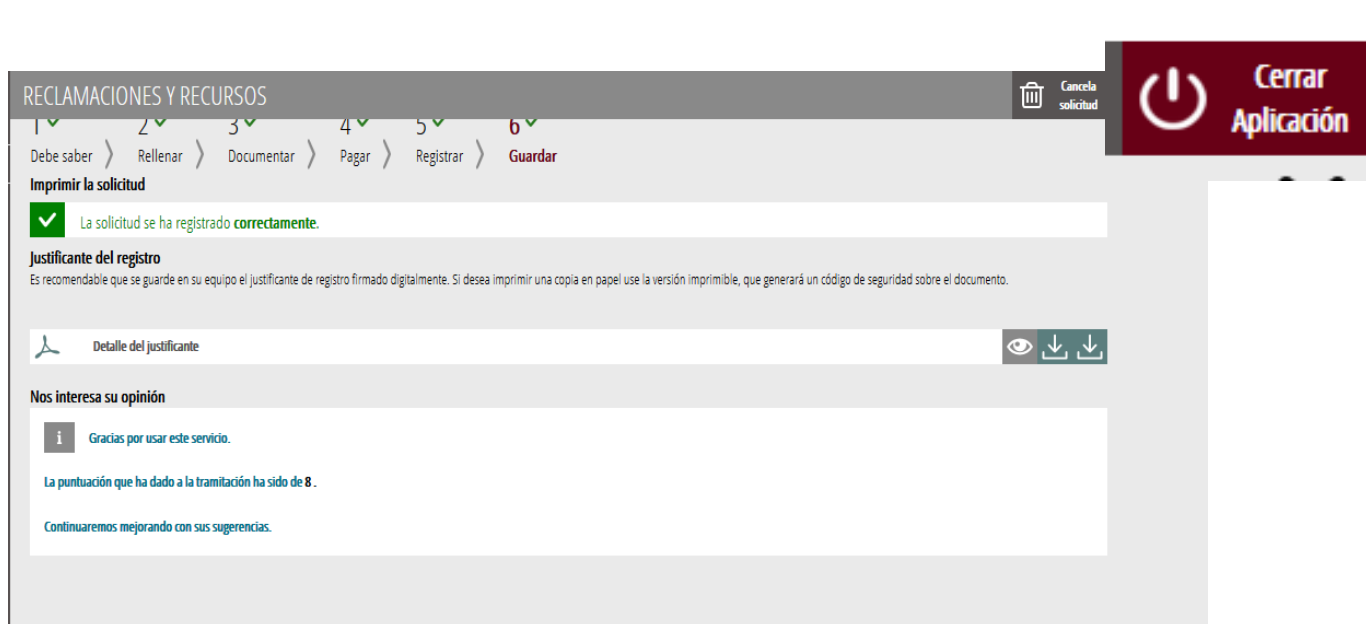 Cerrar
Aplicación
RECLAMACIONES Y RECURSOS
Cancela
solicitud
1 2 3 4 5 6
Debe saber Rellenar Documentar Pagar Registrar Guardar
Imprimir la solicitud
La solicitud se ha registrado correctamente.
Justificante del registro
Es recomendable que se guarde en su equipo el justificante de registro firmado digitalmente. Si desea imprimir una copia en papel use la versión imprimible, que generará un código de seguridad sobre el documento.
Detalle del justificante
Nos interesa su opinión
i Gracias por usar este servicio.
La puntuación que ha dado a la tramitación ha sido de 8 .
Continuaremos mejorando con sus sugerencias.